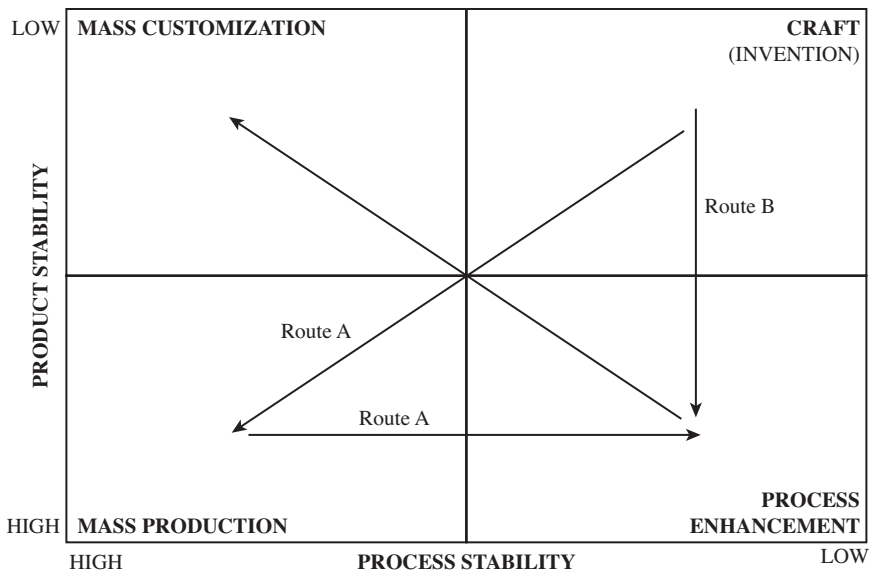 LOW
MASS CUSTOMIZATION
CRAFT
(INVENTION)
Route B
PRODUCT STABILITY
Route A
Route A
HIGH
MASS PRODUCTION
PROCESS
ENHANCEMENT
HIGH
PROCESS STABILITY
LOW